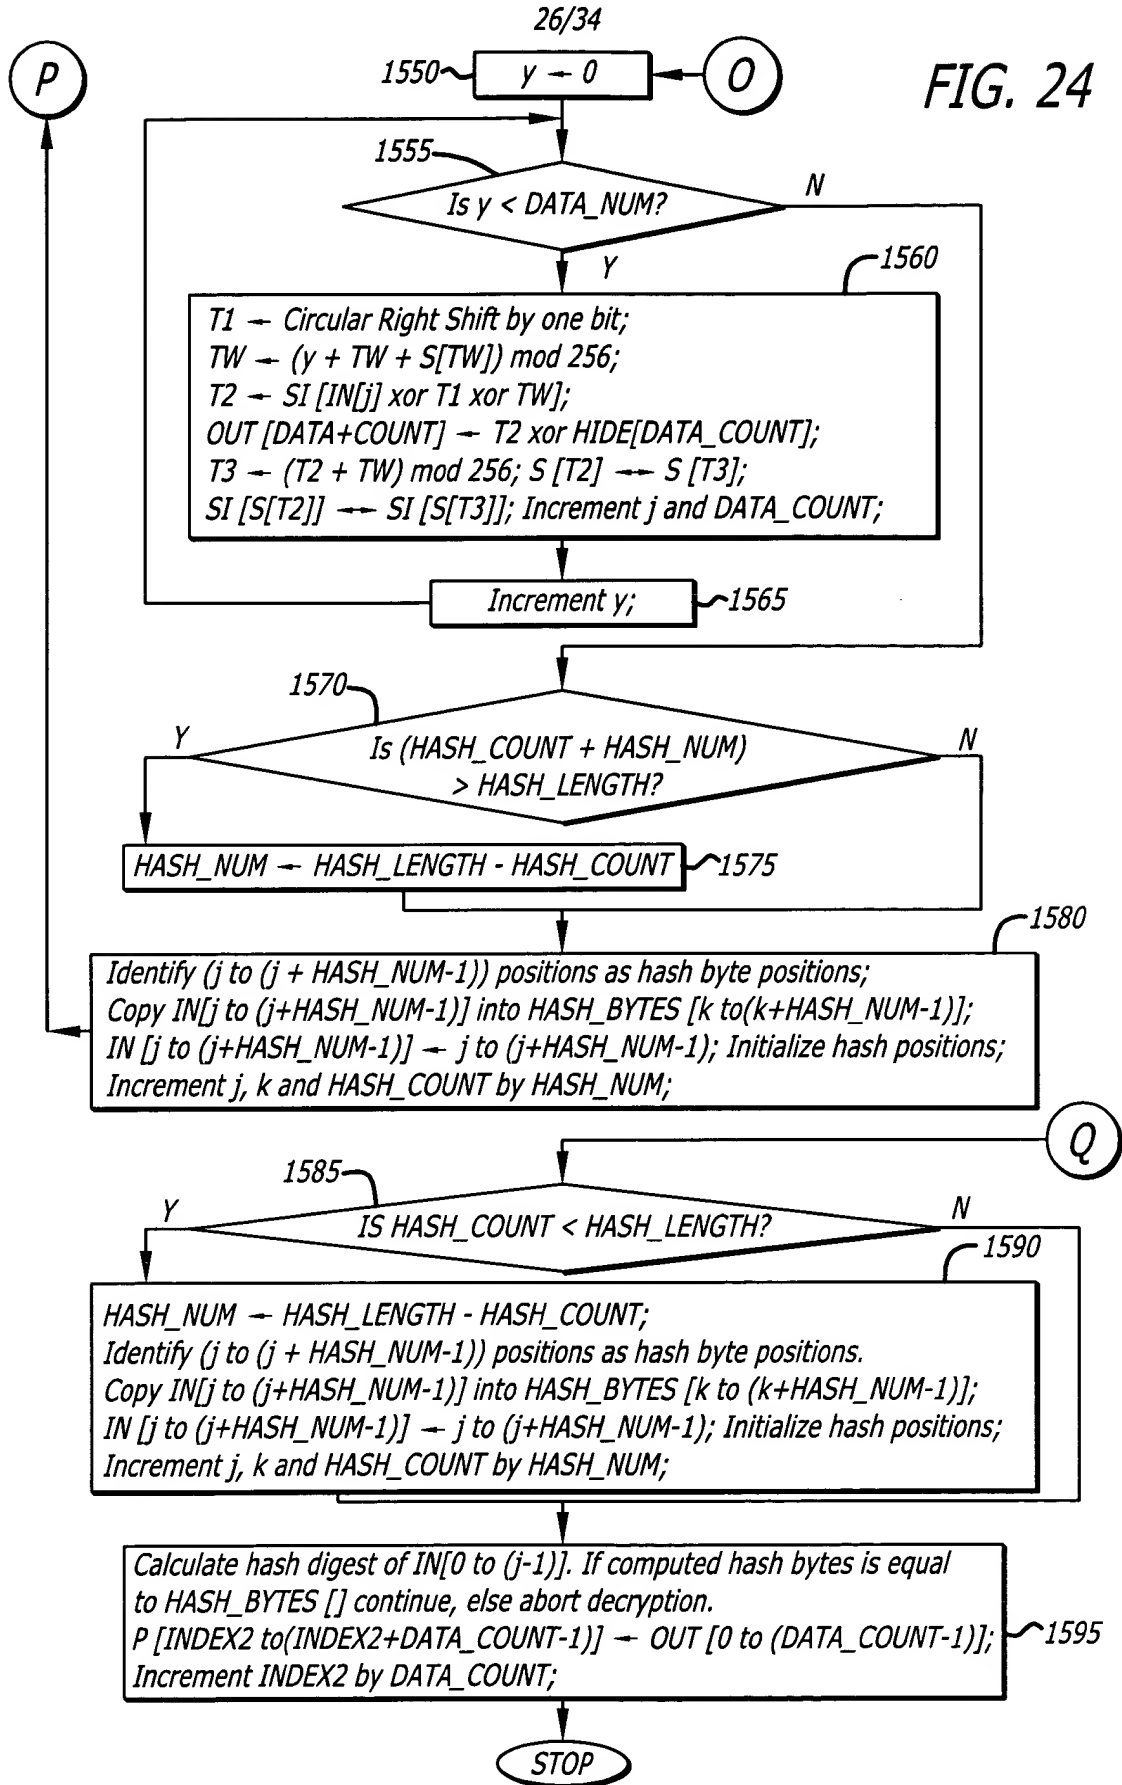 26/34
P
1550
y ← 0
O
FIG. 24
1555
Is y < DATA_NUM?
N
Y
1560
T1 ← Circular Right Shift by one bit;
TW ← (y + TW + S[TW]) mod 256;
T2 ← SI [IN[j] xor T1 xor TW];
OUT [DATA+COUNT] ← T2 xor HIDE[DATA_COUNT];
T3 ← (T2 + TW) mod 256; S [T2] ↔ S [T3];
SI [S[T2]] ↔ SI [S[T3]]; Increment j and DATA_COUNT;
Increment y;
1565
1570
Y
Is (HASH_COUNT + HASH_NUM)
> HASH_LENGTH?
N
HASH_NUM ← HASH_LENGTH - HASH_COUNT
1575
1580
Identify (j to (j + HASH_NUM-1)) positions as hash byte positions;
Copy IN[j to (j+HASH_NUM-1)] into HASH_BYTES [k to(k+HASH_NUM-1)];
IN [j to (j+HASH_NUM-1)] ← j to (j+HASH_NUM-1); Initialize hash positions;
Increment j, k and HASH_COUNT by HASH_NUM;
Q
1585
Y
IS HASH_COUNT < HASH_LENGTH?
N
1590
HASH_NUM ← HASH_LENGTH - HASH_COUNT;
Identify (j to (j + HASH_NUM-1)) positions as hash byte positions.
Copy IN[j to (j+HASH_NUM-1)] into HASH_BYTES [k to (k+HASH_NUM-1)];
IN [j to (j+HASH_NUM-1)] ← j to (j+HASH_NUM-1); Initialize hash positions;
Increment j, k and HASH_COUNT by HASH_NUM;
Calculate hash digest of IN[0 to (j-1)]. If computed hash bytes is equal
to HASH_BYTES [] continue, else abort decryption.
P [INDEX2 to(INDEX2+DATA_COUNT-1)] ← OUT [0 to (DATA_COUNT-1)];
Increment INDEX2 by DATA_COUNT;
1595
STOP